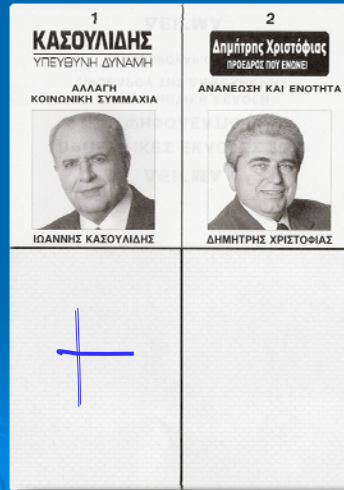 1
ΚΑΣΟΥΛΙΔΗΣ
ΥΠΕΥΘΥΝΗ ΔΥΝΑΜΗ
ΑΛΛΑΓΗ
ΚΟΙΝΩΝΙΚΗ ΣΥΜΜΑΧΙΑ
ΙΩΑΝΝΗΣ ΚΑΣΟΥΛΙΔΗΣ
2
Δημήτρης Χριστόφιας
ΠΡΟΕΔΡΟΣ ΠΟΥ ΕΝΩΝΕΙ
ΑΝΑΝΕΩΣΗ ΚΑΙ ΕΝΟΤΗΤΑ
ΔΗΜΗΤΡΗΣ ΧΡΙΣΤΟΦΙΑΣ